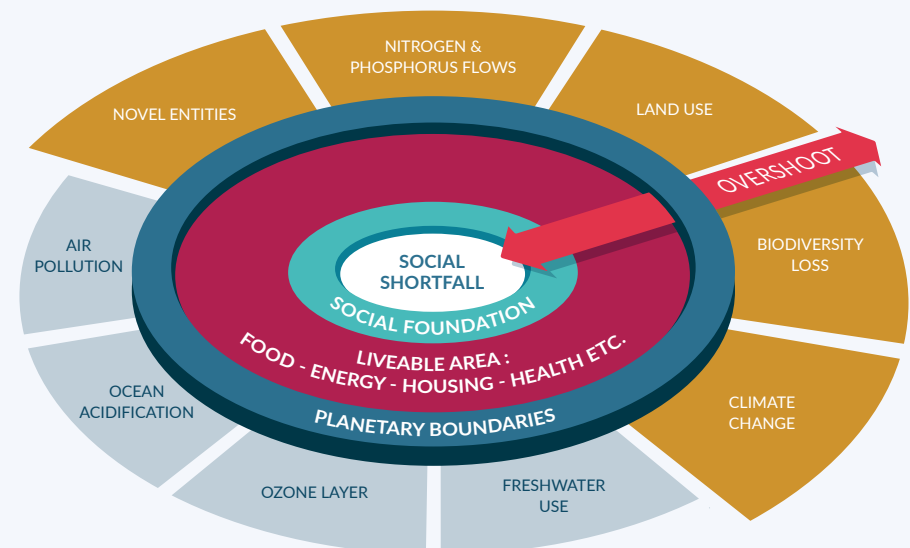 NITROGEN &
PHOSPHORUS FLOWS
NOVEL ENTITIES
LAND USE
OVERSHOOT
AIR
POLLUTION
BIODIVERSITY
LOSS
SOCIAL
SHORTFALL
SOCIAL FOUNDATION
LIVEABLE AREA :
FOOD - ENERGY - HOUSING - HEALTH ETC.
PLANETARY BOUNDARIES
OCEAN
ACIDIFICATION
CLIMATE
CHANGE
OZONE LAYER
FRESHWATER
USE